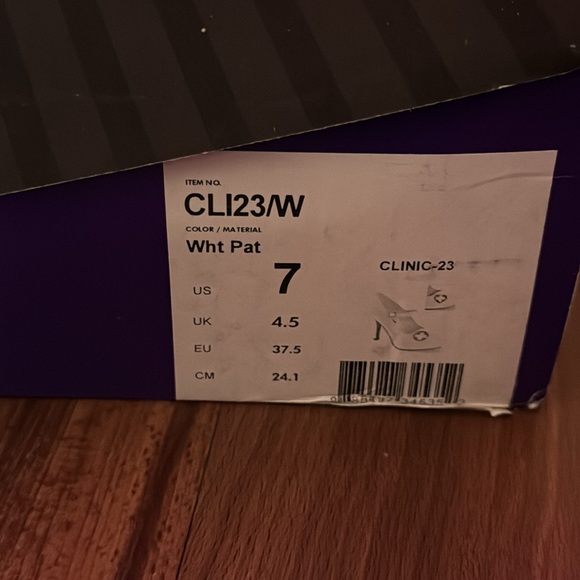 ITEM NO.
CLI23/W
COLOR / MATERIAL
Wht Pat
US 7
UK 4.5
EU 37.5
CM 24.1
CLINIC-23